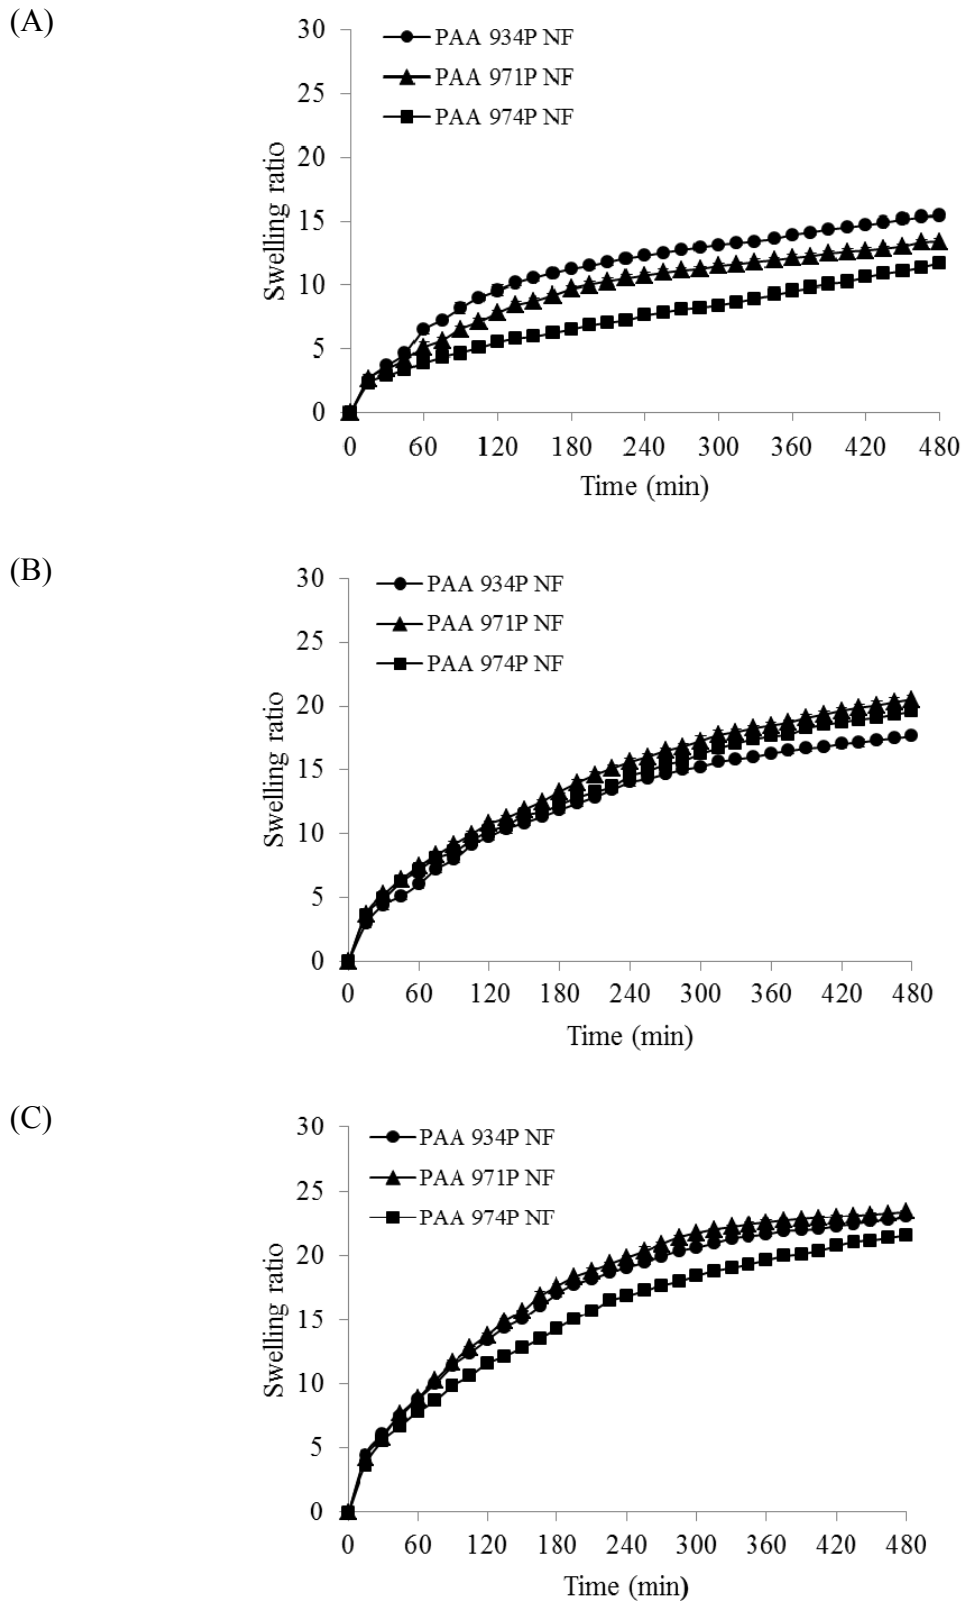 (A)
30
25
20
15
10
5
0
Swelling ratio
PAA 934P NF
PAA 971P NF
PAA 974P NF
0 60 120 180 240 300 360 420 480
Time (min)
(B)
30
25
20
15
10
5
0
Swelling ratio
PAA 934P NF
PAA 971P NF
PAA 974P NF
0 60 120 180 240 300 360 420 480
Time (min)
(C)
30
25
20
15
10
5
0
Swelling ratio
PAA 934P NF
PAA 971P NF
PAA 974P NF
0 60 120 180 240 300 360 420 480
Time (min)